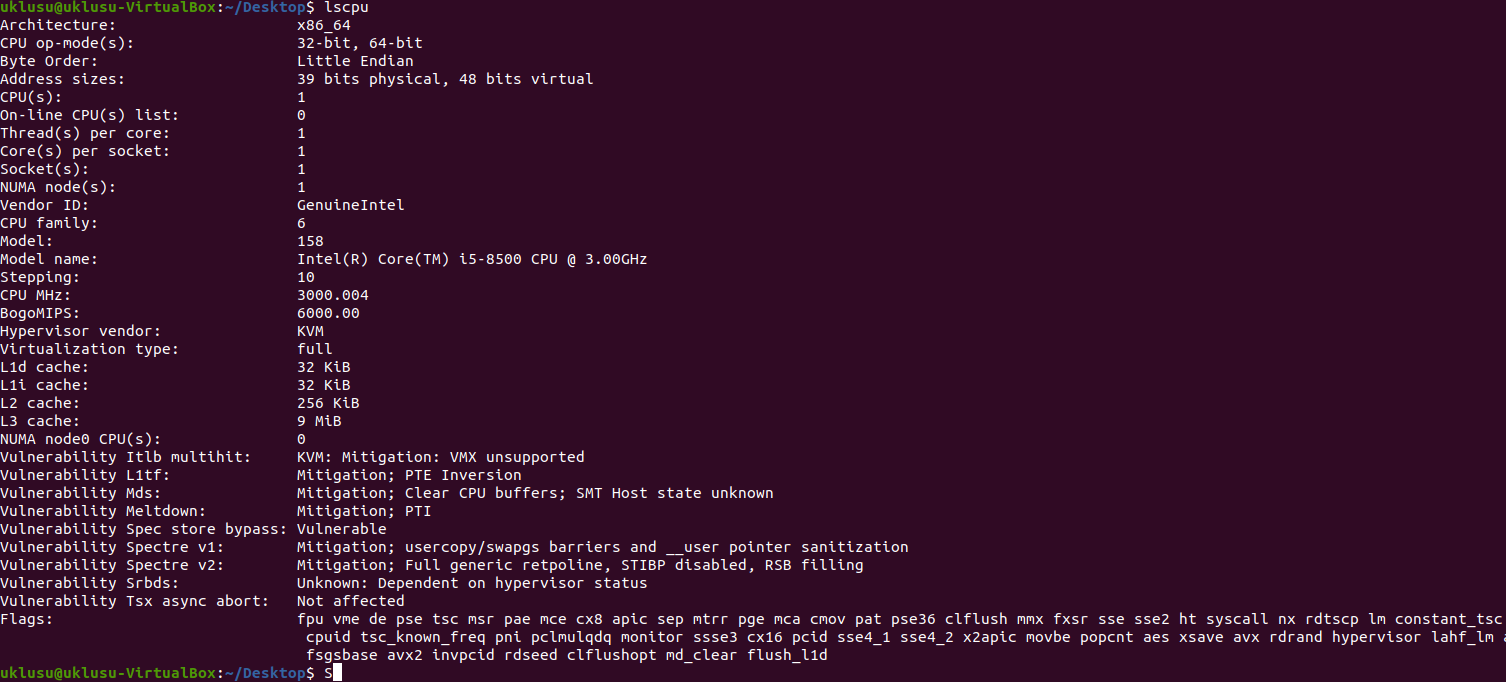 uklusu@uklusu-VirtualBox:~/Desktop$ lscpu
Architecture:                    x86_64
CPU op-mode(s):                  32-bit, 64-bit
Byte Order:                      Little Endian
Address sizes:                   39 bits physical, 48 bits virtual
CPU(s):                          1
On-line CPU(s) list:             0
Thread(s) per core:              1
Core(s) per socket:              1
Socket(s):                       1
NUMA node(s):                    1
Vendor ID:                       GenuineIntel
CPU family:                      6
Model:                           158
Model name:                      Intel(R) Core(TM) i5-8500 CPU @ 3.00GHz
Stepping:                        10
CPU MHz:                         3000.004
BogoMIPS:                        6000.00
Hypervisor vendor:               KVM
Virtualization type:             full
L1d cache:                       32 KiB
L1i cache:                       32 KiB
L2 cache:                        256 KiB
L3 cache:                        9 MiB
NUMA node0 CPU(s):               0
Vulnerability Itlb multihit:     KVM: Mitigation: VMX unsupported
Vulnerability L1tf:              Mitigation; PTE Inversion
Vulnerability Mds:               Mitigation; Clear CPU buffers; SMT Host state unknown
Vulnerability Meltdown:          Mitigation; PTI
Vulnerability Spec store bypass: Vulnerable
Vulnerability Spectre v1:        Mitigation; usercopy/swapgs barriers and __user pointer sanitization
Vulnerability Spectre v2:        Mitigation; Full generic retpoline, STIBP disabled, RSB filling
Vulnerability Srbds:             Unknown: Dependent on hypervisor status
Vulnerability Tsx async abort:   Not affected
Flags:                           fpu vme de pse tsc msr pae mce cx8 apic sep mtrr pge mca cmov pat pse36 clflush mmx fxsr sse sse2 ht syscall nx rdtscp lm constant_tsc
                                  cpuid tsc_known_freq pni pclmulqdq monitor ssse3 cx16 pcid sse4_1 sse4_2 x2apic movbe popcnt aes xsave avx rdrand hypervisor lahf_lm
                                  fsgsbase avx2 invpcid rdseed clflushopt md_clear flush_l1d
uklusu@uklusu-VirtualBox:~/Desktop$ S